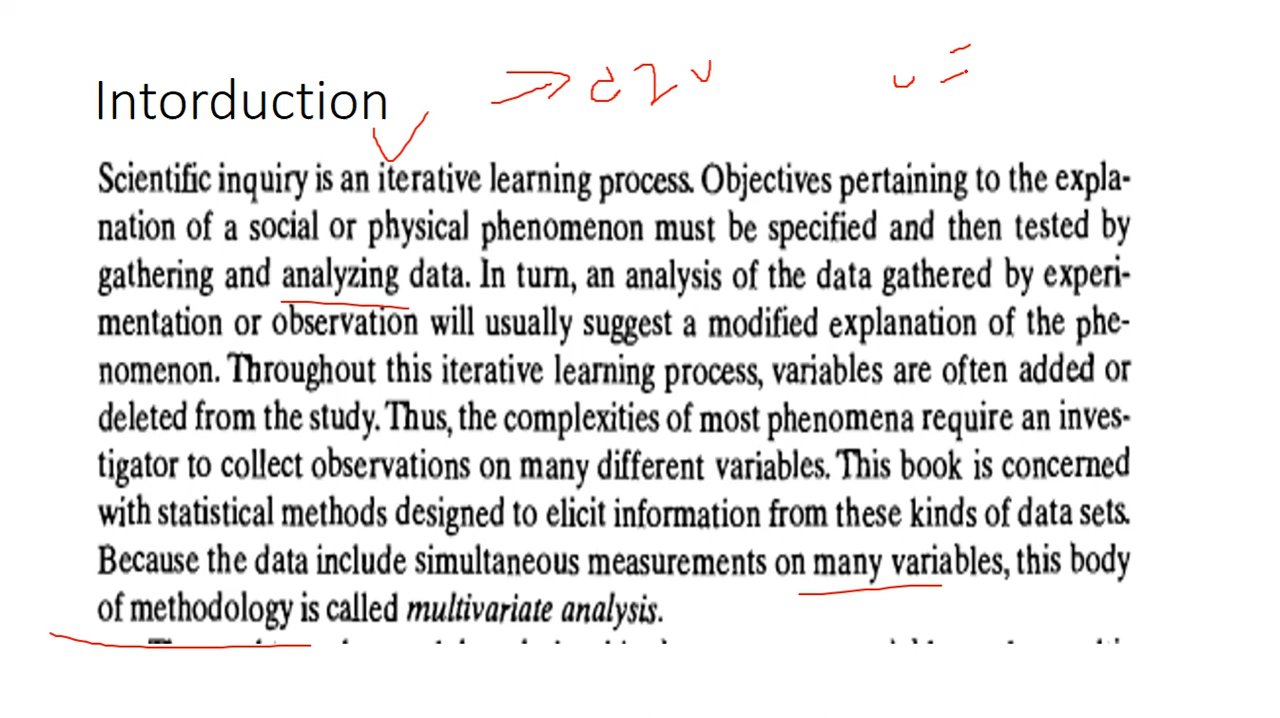 Intorduction
Scientific inquiry is an iterative learning process. Objectives pertaining to the expla-
nation of a social or physical phenomenon must be specified and then tested by
gathering and analyzing data. In turn, an analysis of the data gathered by experi-
mentation or observation will usually suggest a modified explanation of the phe-
nomenon. Throughout this iterative learning process, variables are often added or
deleted from the study. Thus, the complexities of most phenomena require an inves-
tigator to collect observations on many different variables. This book is concerned
with statistical methods designed to elicit information from these kinds of data sets.
Because the data include simultaneous measurements on many variables, this body
of methodology is called multivariate analysis.